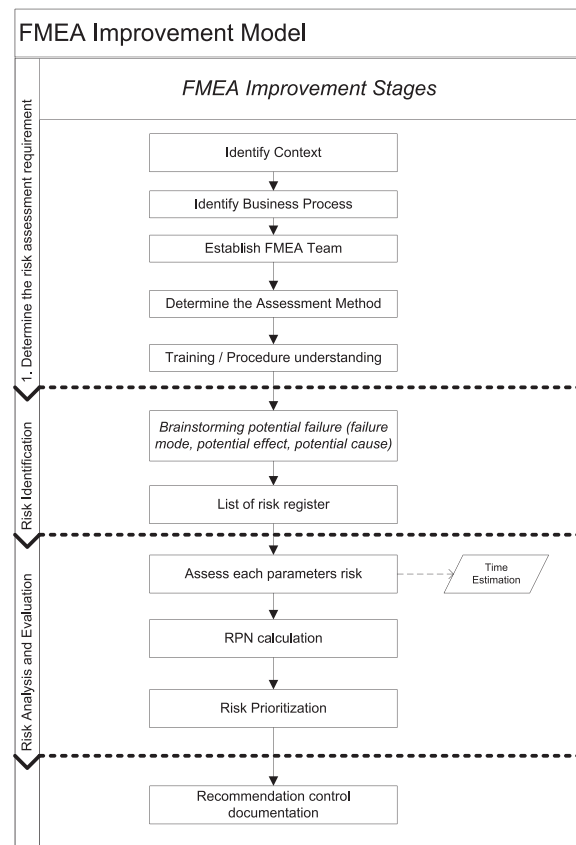 FMEA Improvement Model
FMEA Improvement Stages
1. Determine the risk assessment requirement
Identify Context
Identify Business Process
Establish FMEA Team
Determine the Assessment Method
Training / Procedure understanding
Risk Identification
Brainstorming potential failure (failure
mode, potential effect, potential cause)
List of risk register
Risk Analysis and Evaluation
Assess each parameters risk
Time
Estimation
RPN calculation
Risk Prioritization
Recommendation control
documentation